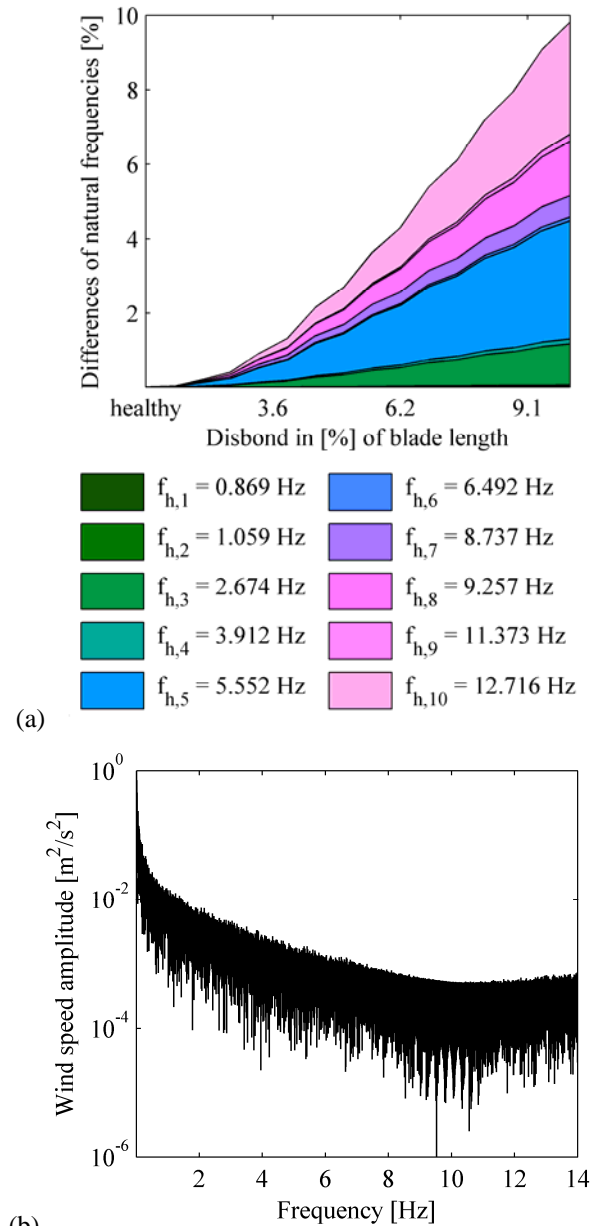 Differences of natural frequencies [%]
10
8
6
4
2
healthy 3.6 6.2 9.1
Disbond in [%] of blade length
f_h,1 = 0.869 Hz
f_h,2 = 1.059 Hz
f_h,3 = 2.674 Hz
f_h,4 = 3.912 Hz
f_h,5 = 5.552 Hz
f_h,6 = 6.492 Hz
f_h,7 = 8.737 Hz
f_h,8 = 9.257 Hz
f_h,9 = 11.373 Hz
f_h,10 = 12.716 Hz
(a)
Wind speed amplitude [m²/s²]
10⁰
10⁻²
10⁻⁴
10⁻⁶
2 4 6 8 10 12 14
Frequency [Hz]
(b)